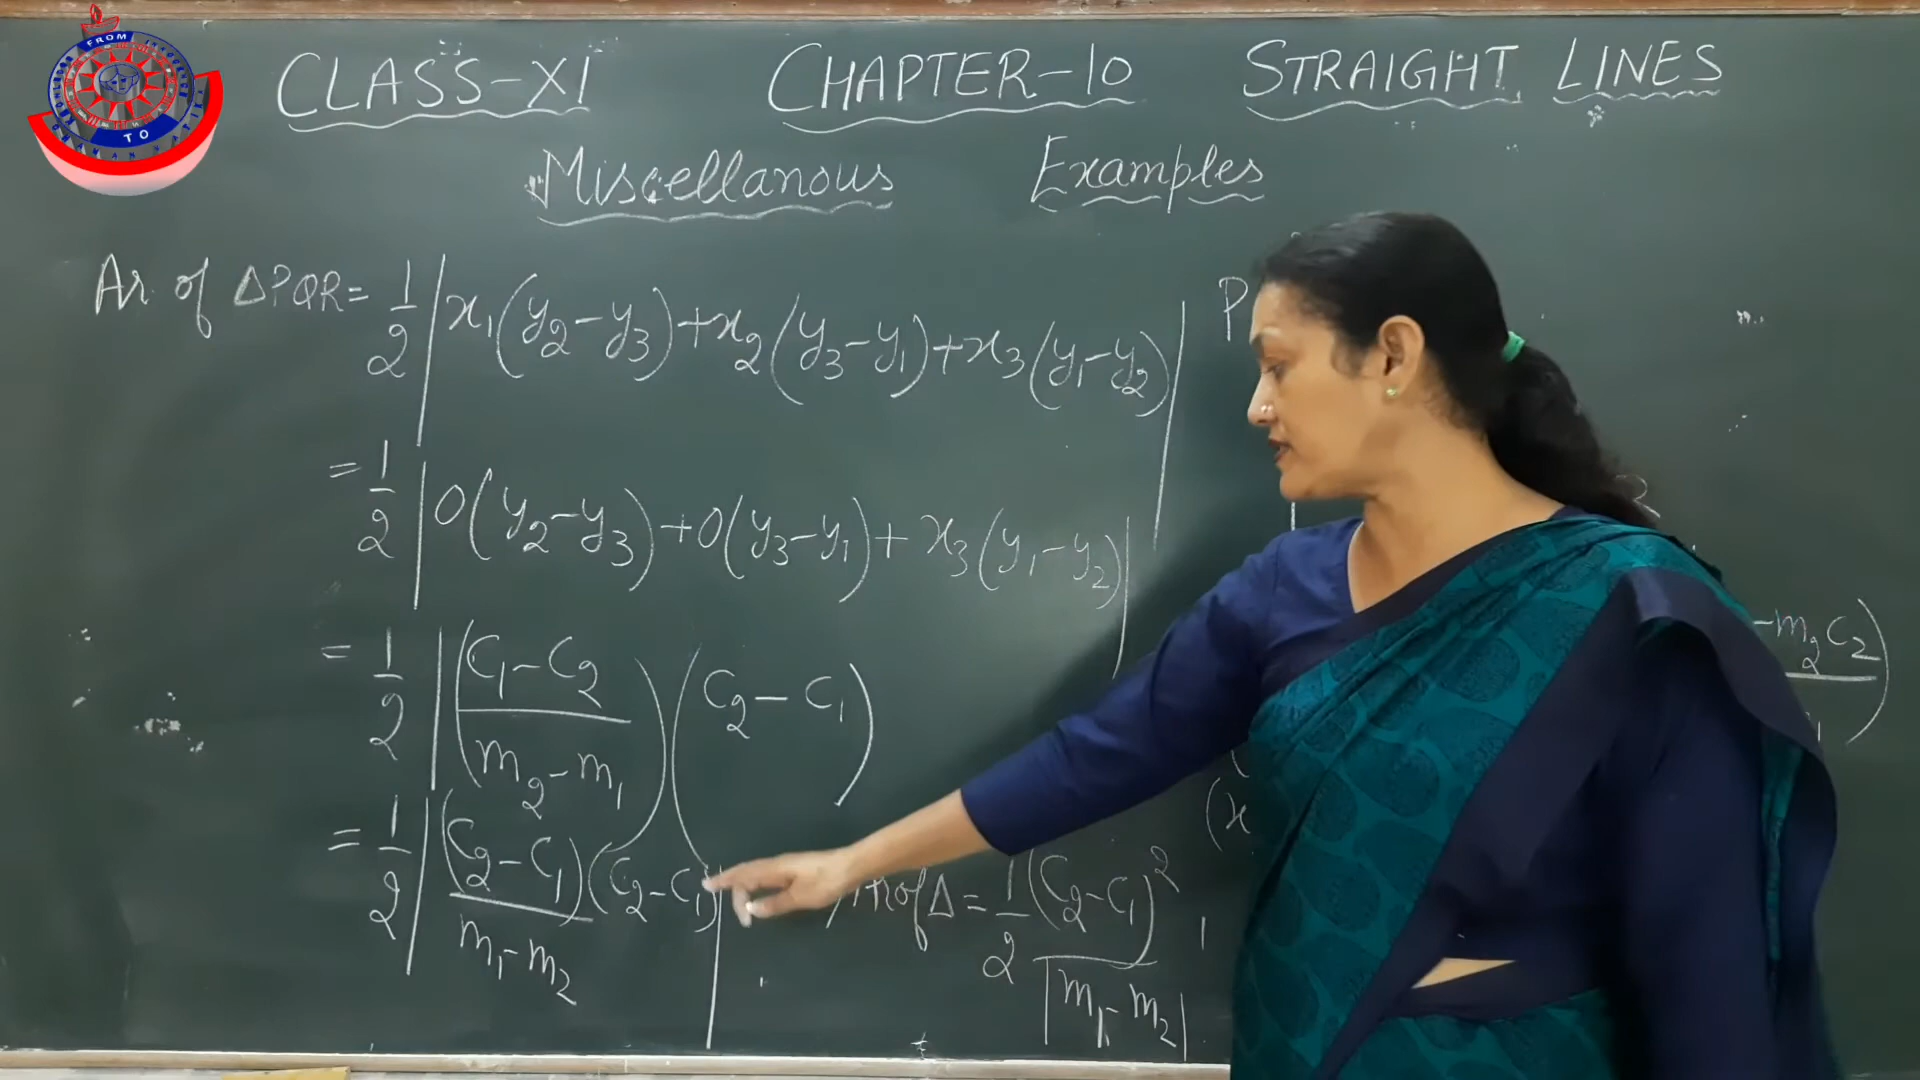 CLASS-XI CHAPTER-10 STRAIGHT LINES
Miscellanous Examples
Ar of ΔPQR = 1/2 |x₁(y₂-y₃)+x₂(y₃-y₁)+x₃(y₁-y₂)|
P
= 1/2 |0(y₂-y₃)+0(y₃-y₁)+x₃(y₁-y₂)|
= 1/2 |((C₁-C₂)/(m₂-m₁))(C₂-C₁)
-m₂C₂)
(x
= 1/2 |(C₂-C₁)/(m₁-m₂) (C₂-C₁)|
Ar of Δ = 1/2 (C₂-C₁)²/|m₁-m₂|
FROM
TO